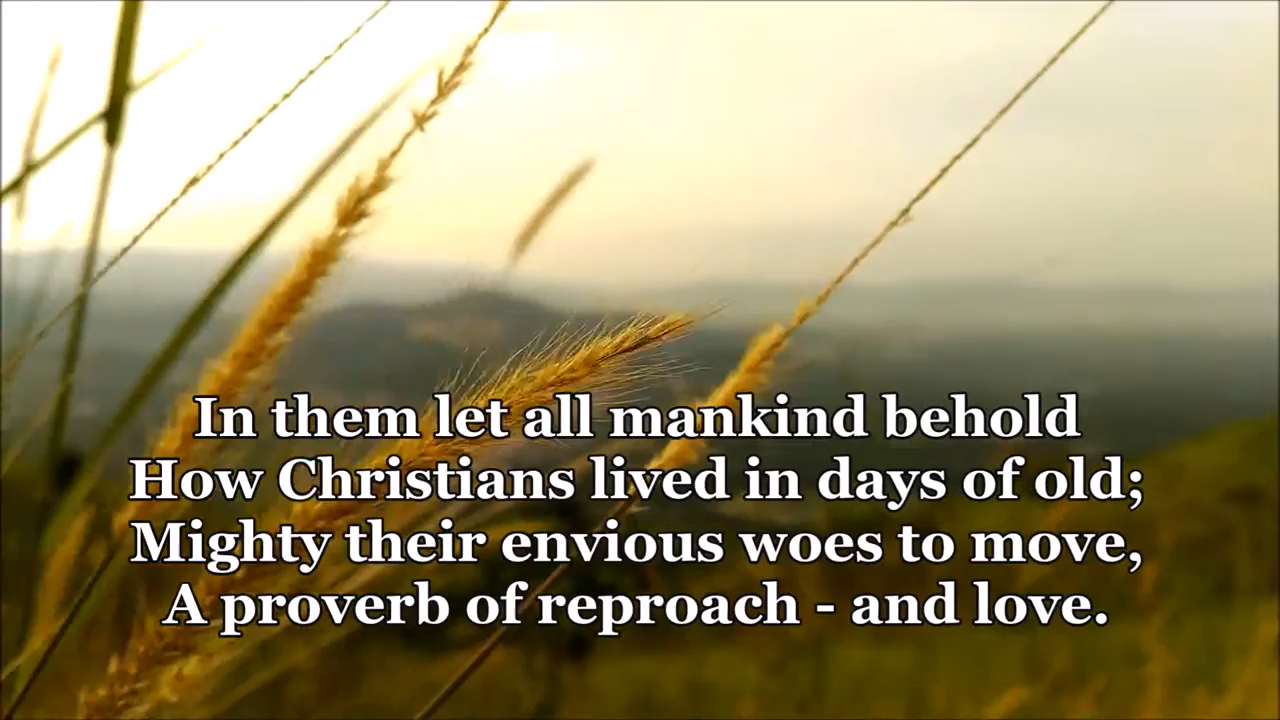 In them let all mankind behold
How Christians lived in days of old;
Mighty their envious woes to move,
A proverb of reproach - and love.